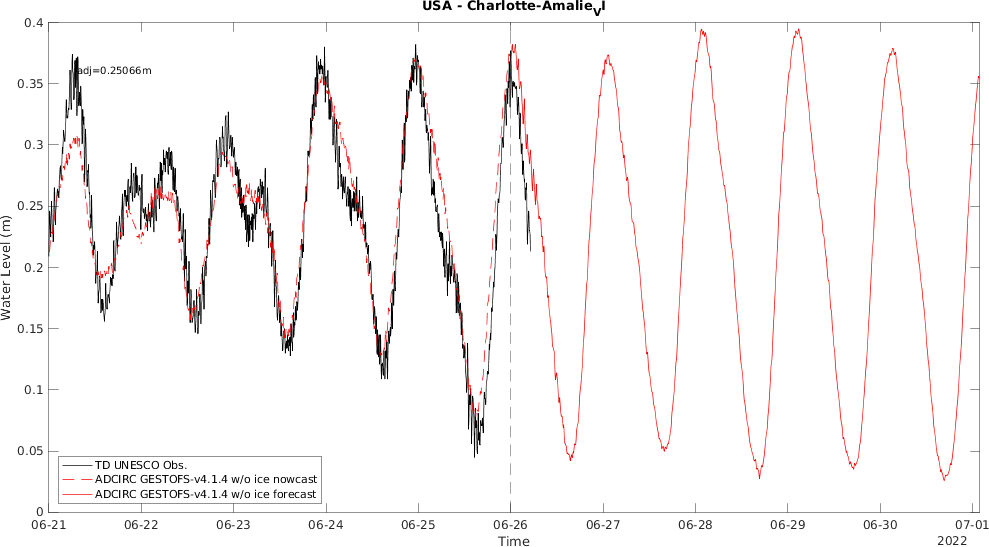 USA - Charlotte-Amalie_VI
0.4
0.35
0.3
0.25
0.2
0.15
0.1
0.05
0
Water Level (m)
adj=0.25066m
TD UNESCO Obs.
ADCIRC GESTOFS-v4.1.4 w/o ice nowcast
ADCIRC GESTOFS-v4.1.4 w/o ice forecast
06-21 06-22 06-23 06-24 06-25 06-26 06-27 06-28 06-29 06-30 07-01
Time
2022